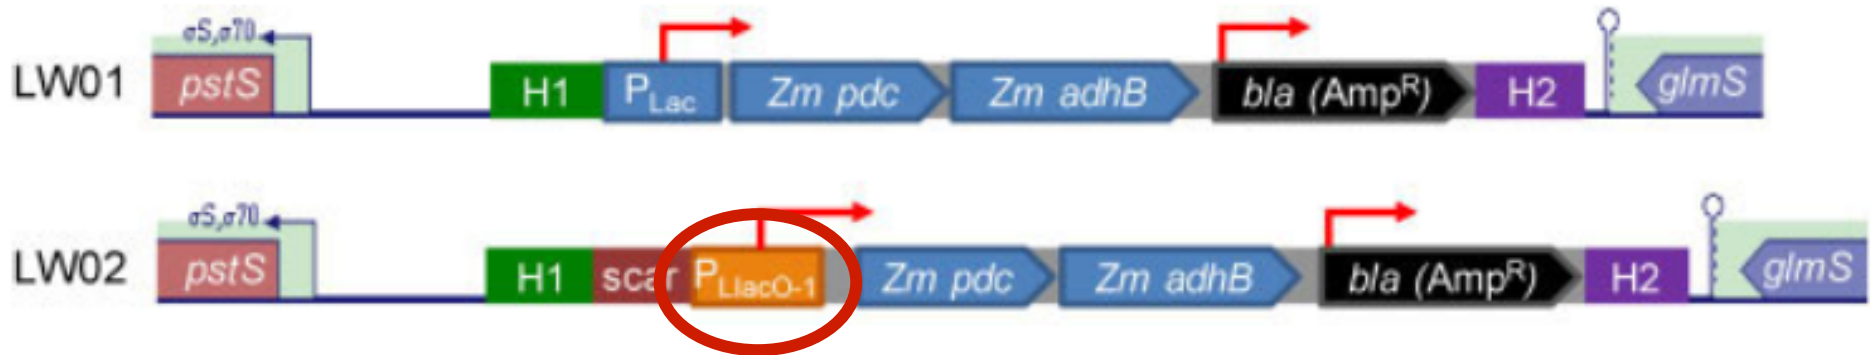 σS,σ70
LW01 pstS H1 PLac Zm pdc Zm adhB bla (AmpR) H2 glmS
σS,σ70
LW02 pstS H1 scar PLlacO-1 Zm pdc Zm adhB bla (AmpR) H2 glmS